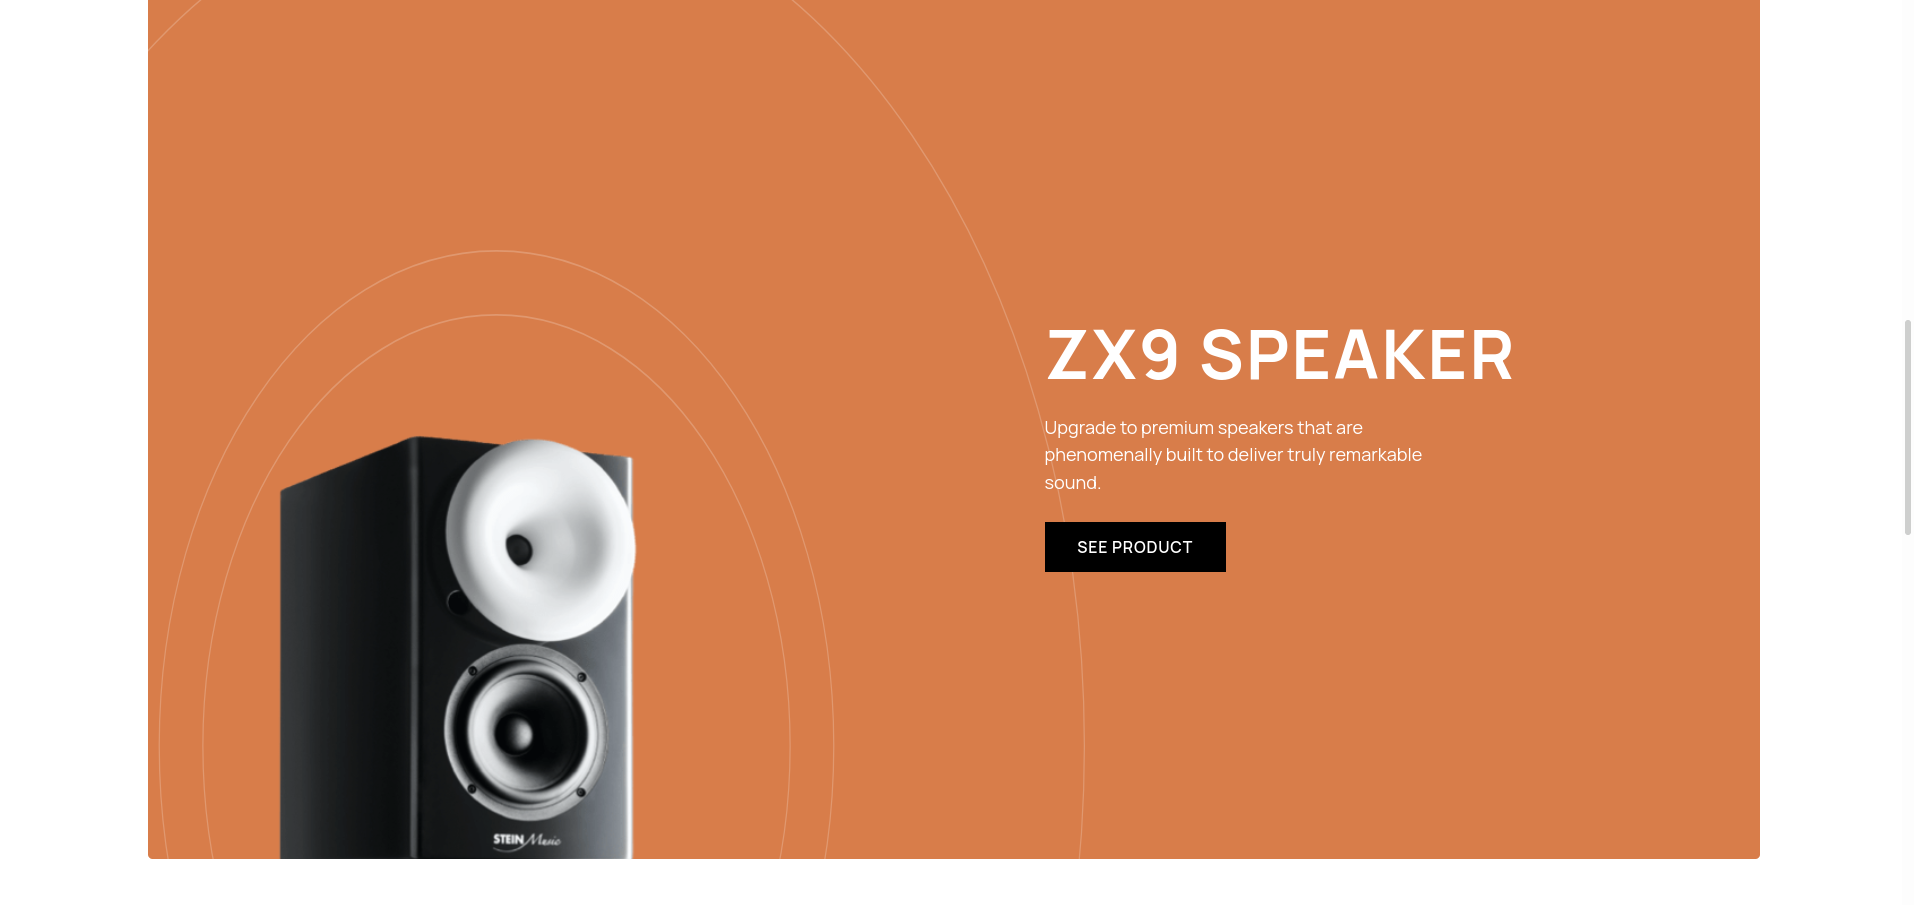 ZX9 SPEAKER
Upgrade to premium speakers that are
phenomenally built to deliver truly remarkable
sound.
SEE PRODUCT
STEIN Music